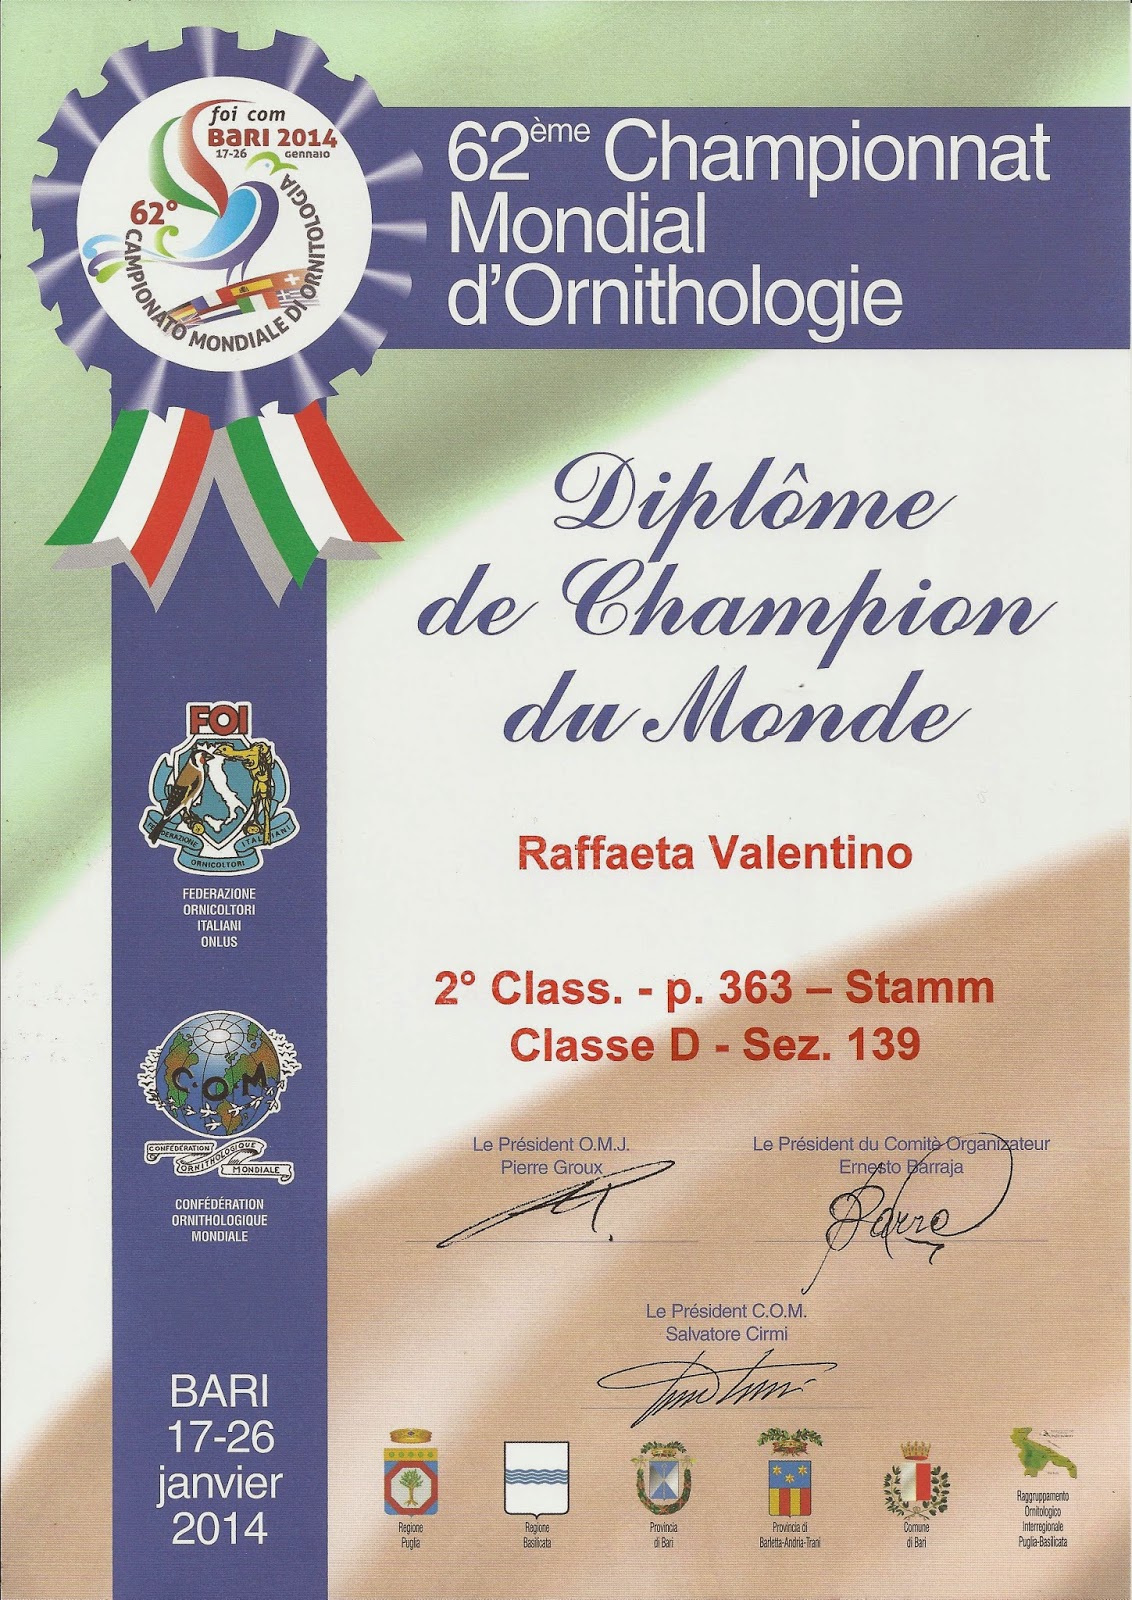 foi com
BARI 2014
17-26 gennaio
62°
CAMPIONATO MONDIALE DI ORNITOLOGIA
62ème Championnat
Mondial
d'Ornithologie
Diplôme
de Champion
du Monde
Raffaeta Valentino
2° Class. - p. 363 – Stamm
Classe D - Sez. 139
FOI
FEDERAZIONE ITALIANI
ORNICOLTORI
FEDERAZIONE
ORNICOLTORI
ITALIANI
ONLUS
C.O.M
CONFÉDÉRATION
ORNITHOLOGIQUE
MONDIALE
CONFÉDÉRATION
ORNITHOLOGIQUE
MONDIALE
BARI
17-26
janvier
2014
Le Président O.M.J.
Pierre Groux
Le Président du Comitè Organizateur
Ernesto Barraja
Le Président C.O.M.
Salvatore Cirmi
Regione
Puglia
Regione
Basilicata
Provincia
di Bari
Provincia di
Barletta-Andria-Trani
Comune
di Bari
Raggruppamento
Ornitologico
Interregionale
Puglia-Basilicata